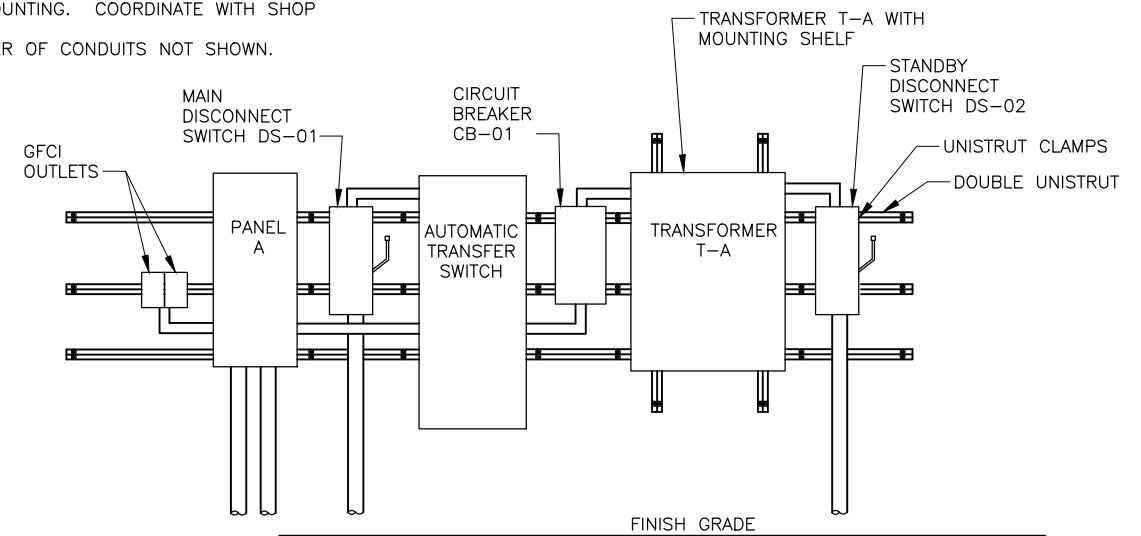 OUNTING. COORDINATE WITH SHOP
ER OF CONDUITS NOT SHOWN.
TRANSFORMER T-A WITH
MOUNTING SHELF
STANDBY
DISCONNECT
SWITCH DS-02
MAIN
DISCONNECT
SWITCH DS-01
CIRCUIT
BREAKER
CB-01
GFCI
OUTLETS
UNISTRUT CLAMPS
DOUBLE UNISTRUT
PANEL
A
AUTOMATIC
TRANSFER
SWITCH
TRANSFORMER
T-A
FINISH GRADE